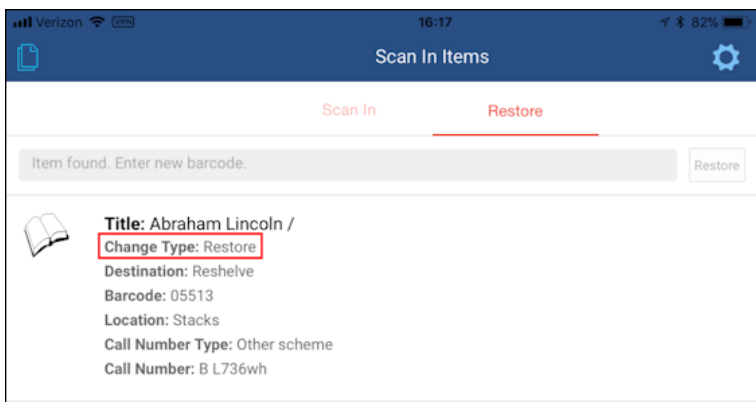 Verizon VPN 16:17 82%
Scan In Items
Scan In Restore
Item found. Enter new barcode. Restore
Title: Abraham Lincoln /
Change Type: Restore
Destination: Reshelve
Barcode: 05513
Location: Stacks
Call Number Type: Other scheme
Call Number: B L736wh